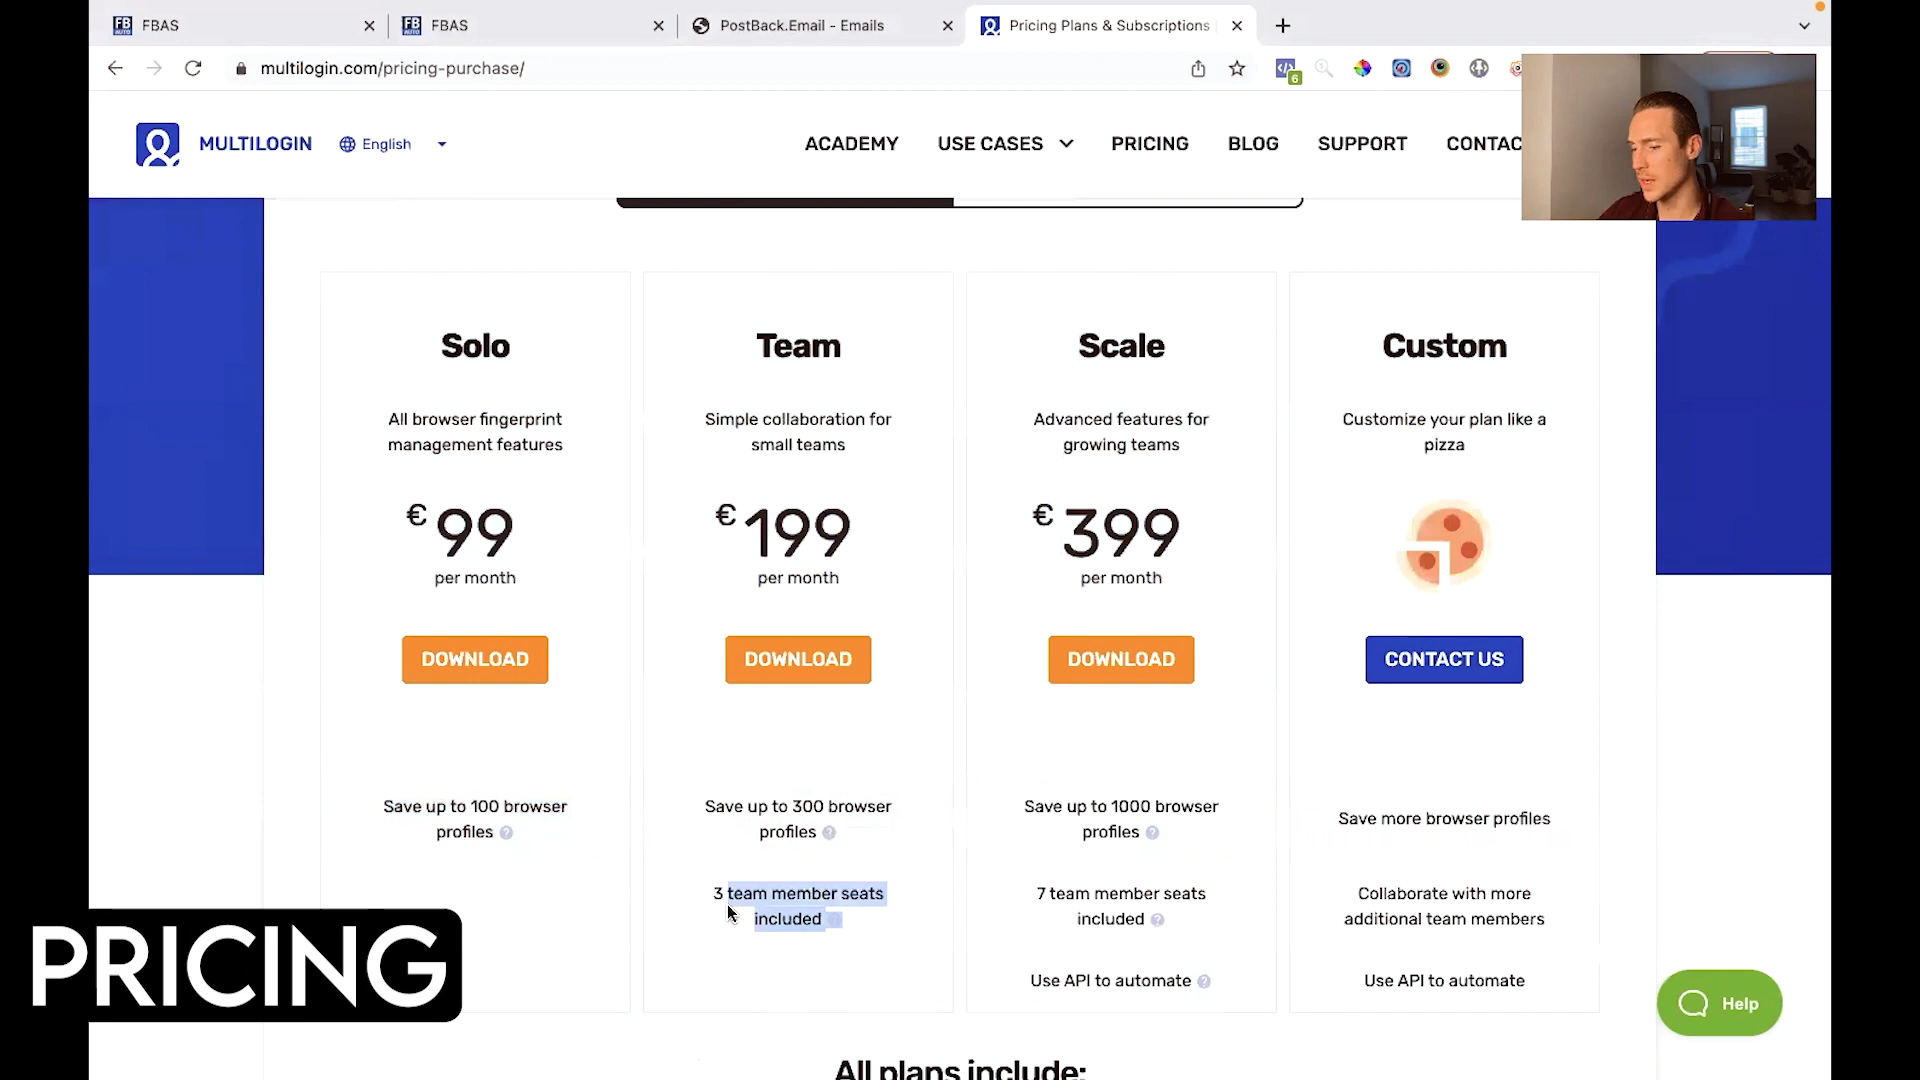 FBAS
FBAS
PostBack.Email - Emails
Pricing Plans & Subscriptions
multilogin.com/pricing-purchase/
6
MULTILOGIN
English
ACADEMY
USE CASES
PRICING
BLOG
SUPPORT
CONTAC
Solo
All browser fingerprint
management features
€ 99
per month
DOWNLOAD
Save up to 100 browser
profiles ?
Team
Simple collaboration for
small teams
€ 199
per month
DOWNLOAD
Save up to 300 browser
profiles ?
3 team member seats
included ?
Scale
Advanced features for
growing teams
€ 399
per month
DOWNLOAD
Save up to 1000 browser
profiles ?
7 team member seats
included ?
Use API to automate ?
Custom
Customize your plan like a
pizza
CONTACT US
Save more browser profiles
Collaborate with more
additional team members
Use API to automate
PRICING
Help
All plans include: